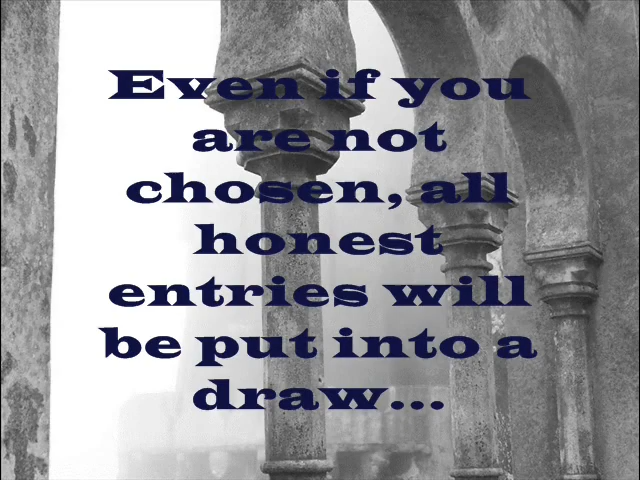 Even if you
are not
chosen, all
honest
entries will
be put into a
draw...